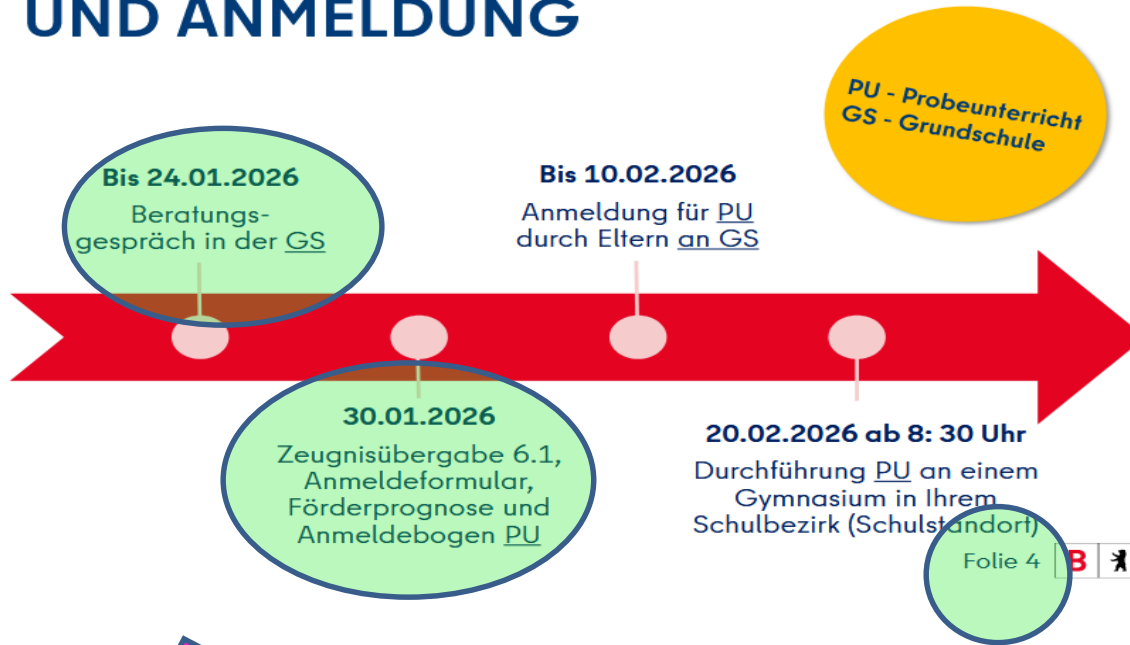 UND ANMELDUNG
PU - Probeunterricht
GS - Grundschule
Bis 24.01.2026
Beratungs-
gespräch in der GS
Bis 10.02.2026
Anmeldung für PU
durch Eltern an GS
30.01.2026
Zeugnisübergabe 6.1,
Anmeldeformular,
Förderprognose und
Anmeldebogen PU
20.02.2026 ab 8: 30 Uhr
Durchführung PU an einem
Gymnasium in Ihrem
Schulbezirk (Schulstandort)
Folie 4
B